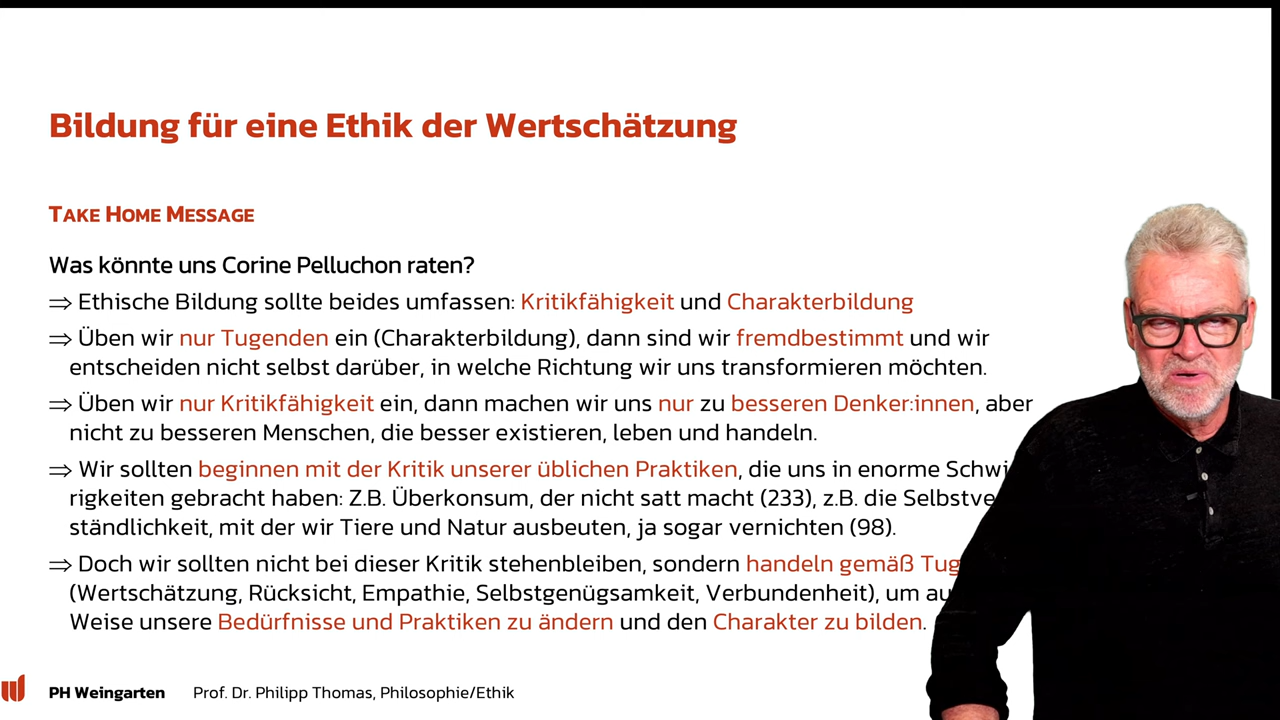 Bildung für eine Ethik der Wertschätzung
TAKE HOME MESSAGE
Was könnte uns Corine Pelluchon raten?
⇒ Ethische Bildung sollte beides umfassen: Kritikfähigkeit und Charakterbildung
⇒ Üben wir nur Tugenden ein (Charakterbildung), dann sind wir fremdbestimmt und wir
entscheiden nicht selbst darüber, in welche Richtung wir uns transformieren möchten.
⇒ Üben wir nur Kritikfähigkeit ein, dann machen wir uns nur zu besseren Denker:innen, aber
nicht zu besseren Menschen, die besser existieren, leben und handeln.
⇒ Wir sollten beginnen mit der Kritik unserer üblichen Praktiken, die uns in enorme
rigkeiten gebracht haben: Z.B. Überkonsum, der nicht satt macht (233), z.B. die
ständlichkeit, mit der wir Tiere und Natur ausbeuten, ja sogar vernichten (98).
⇒ Doch wir sollten nicht bei dieser Kritik stehenbleiben, sondern handeln gemäß
(Wertschätzung, Rücksicht, Empathie, Selbstgenügsamkeit, Verbundenheit), um
Weise unsere Bedürfnisse und Praktiken zu ändern und den Charakter zu bilden.
PH Weingarten Prof. Dr. Philipp Thomas, Philosophie/Ethik